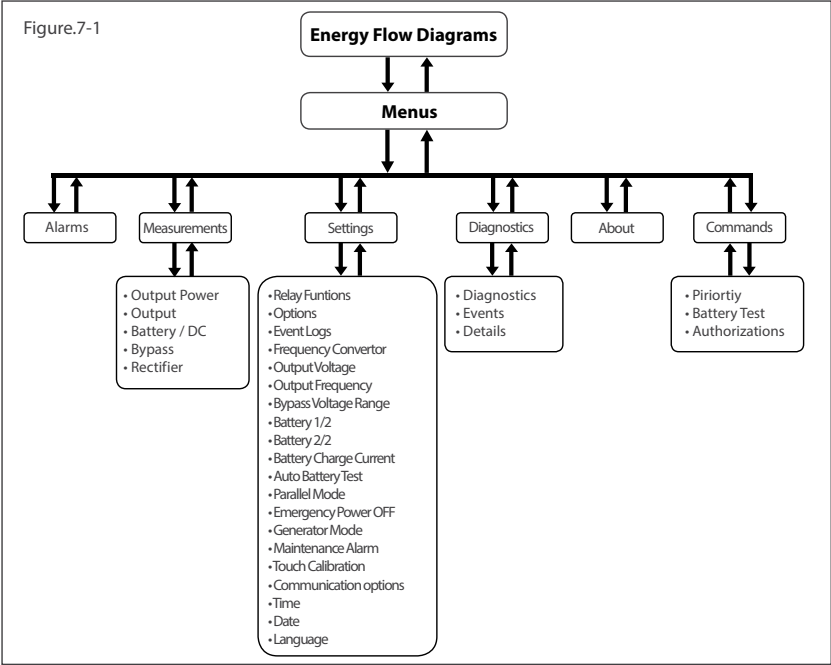 Figure.7-1
Energy Flow Diagrams
Menus
Alarms
Measurements
Settings
Diagnostics
About
Commands
• Output Power
• Output
• Battery / DC
• Bypass
• Rectifier
• Relay Funtions
• Options
• Event Logs
• Frequency Convertor
• Output Voltage
• Output Frequency
• Bypass Voltage Range
• Battery 1/2
• Battery 2/2
• Battery Charge Current
• Auto Battery Test
• Parallel Mode
• Emergency Power OFF
• Generator Mode
• Maintenance Alarm
• Touch Calibration
• Communication options
• Time
• Date
• Language
• Diagnostics
• Events
• Details
• Piriortiy
• Battery Test
• Authorizations